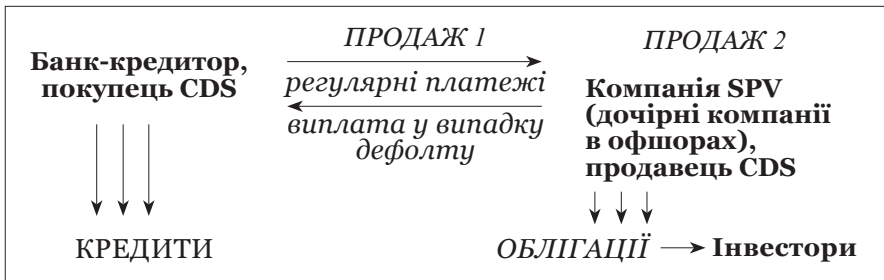 ПРОДАЖ 1
ПРОДАЖ 2
Банк-кредитор,
покупець CDS
регулярні платежі
виплата у випадку
дефолту
Компанія SPV
(дочірні компанії
в офшорах),
продавець CDS
КРЕДИТИ
ОБЛІГАЦІЇ
Інвестори